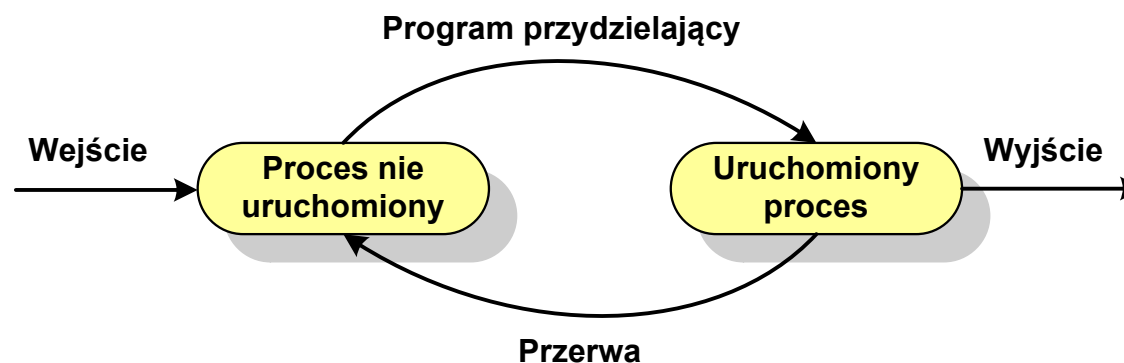 Program przydzielający
Wejście
Proces nie
uruchomiony
Uruchomiony
proces
Wyjście
Przerwa